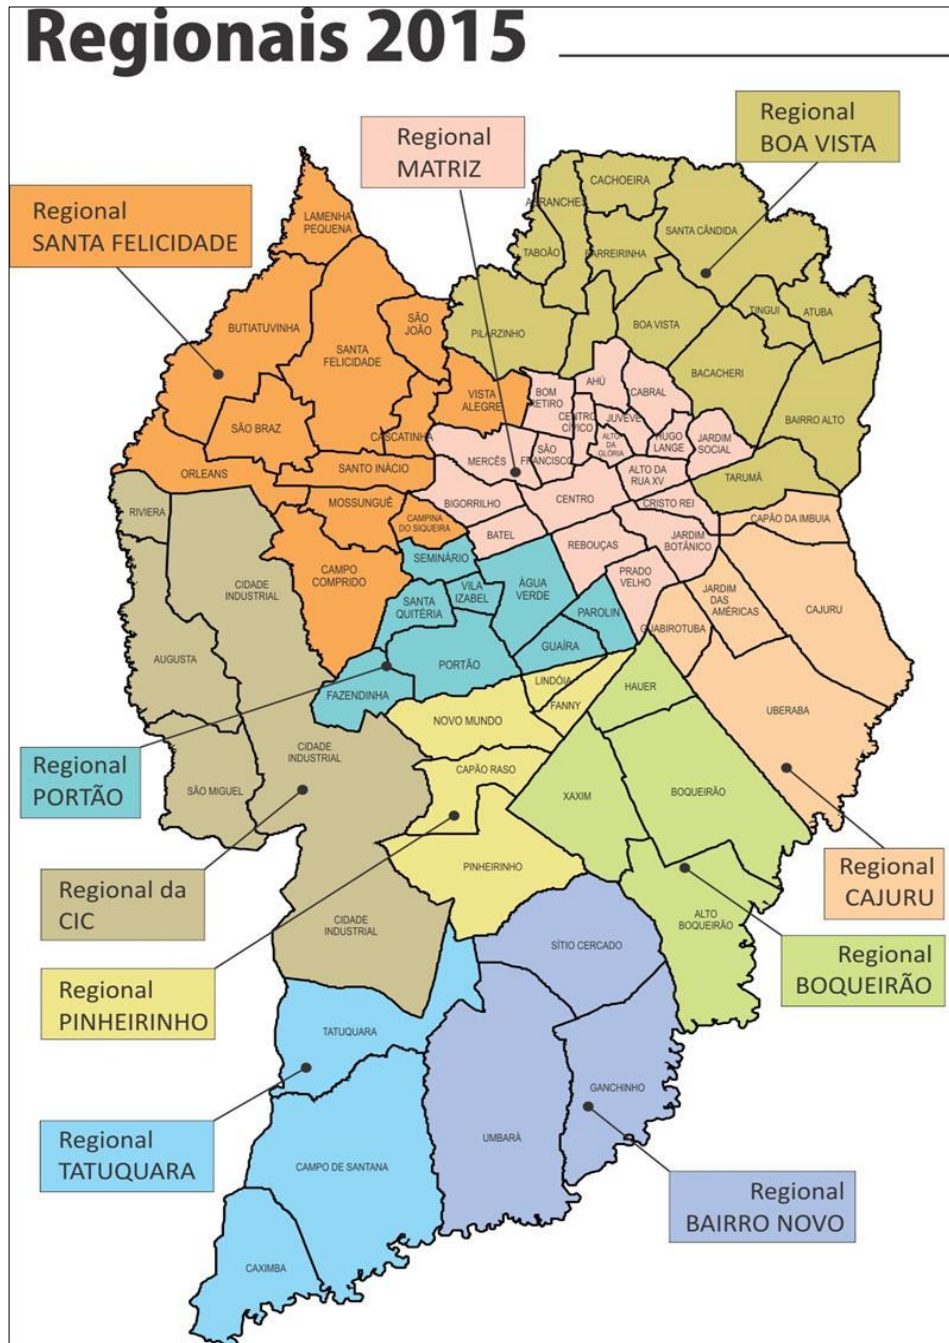 Regionais 2015
Regional
BOA VISTA
Regional
MATRIZ
Regional
SANTA FELICIDADE
LAMENHA
PEQUENA
CACHOEIRA
ABRANCHES
SANTA CÂNDIDA
TABOÃO
BARREIRINHA
BUTIATUVINHA
SÃO
JOÃO
SANTA
FELICIDADE
PILARZINHO
BOA VISTA
TINGUI
ATUBA
BACACHERI
VISTA
ALEGRE
BOM
RETIRO
AHÚ
CABRAL
BAIRRO ALTO
SÃO BRAZ
CASCATINHA
CENTRO
CÍVICO
JUVEVÊ
ALTO
DA
GLÓRIA
HUGO
LANGE
JARDIM
SOCIAL
ORLEANS
SANTO INÁCIO
MERCÊS
SÃO
FRANCISCO
ALTO DA
RUA XV
TARUMÃ
RIVIERA
MOSSUNGUÊ
BIGORRILHO
CENTRO
CRISTO REI
CAMPINA
DO SIQUEIRA
BATEL
REBOUÇAS
JARDIM
BOTÂNICO
CAPÃO DA IMBUIA
SEMINÁRIO
CIDADE
INDUSTRIAL
CAMPO
COMPRIDO
SANTA
QUITÉRIA
VILA
IZABEL
ÁGUA
VERDE
PRADO
VELHO
PAROLIN
JARDIM
DAS
AMÉRICAS
CAJURU
GUABIROTUBA
AUGUSTA
PORTÃO
GUAÍRA
FAZENDINHA
LINDÓIA
HAUER
FANNY
UBERABA
NOVO MUNDO
CIDADE
INDUSTRIAL
Regional
PORTÃO
SÃO MIGUEL
CAPÃO RASO
XAXIM
BOQUEIRÃO
PINHEIRINHO
Regional
CAJURU
Regional da
CIC
CIDADE
INDUSTRIAL
ALTO
BOQUEIRÃO
SÍTIO CERCADO
Regional
BOQUEIRÃO
Regional
PINHEIRINHO
TATUQUARA
GANCHINHO
Regional
TATUQUARA
UMBARÁ
CAMPO DE SANTANA
Regional
BAIRRO NOVO
CAXIMBA